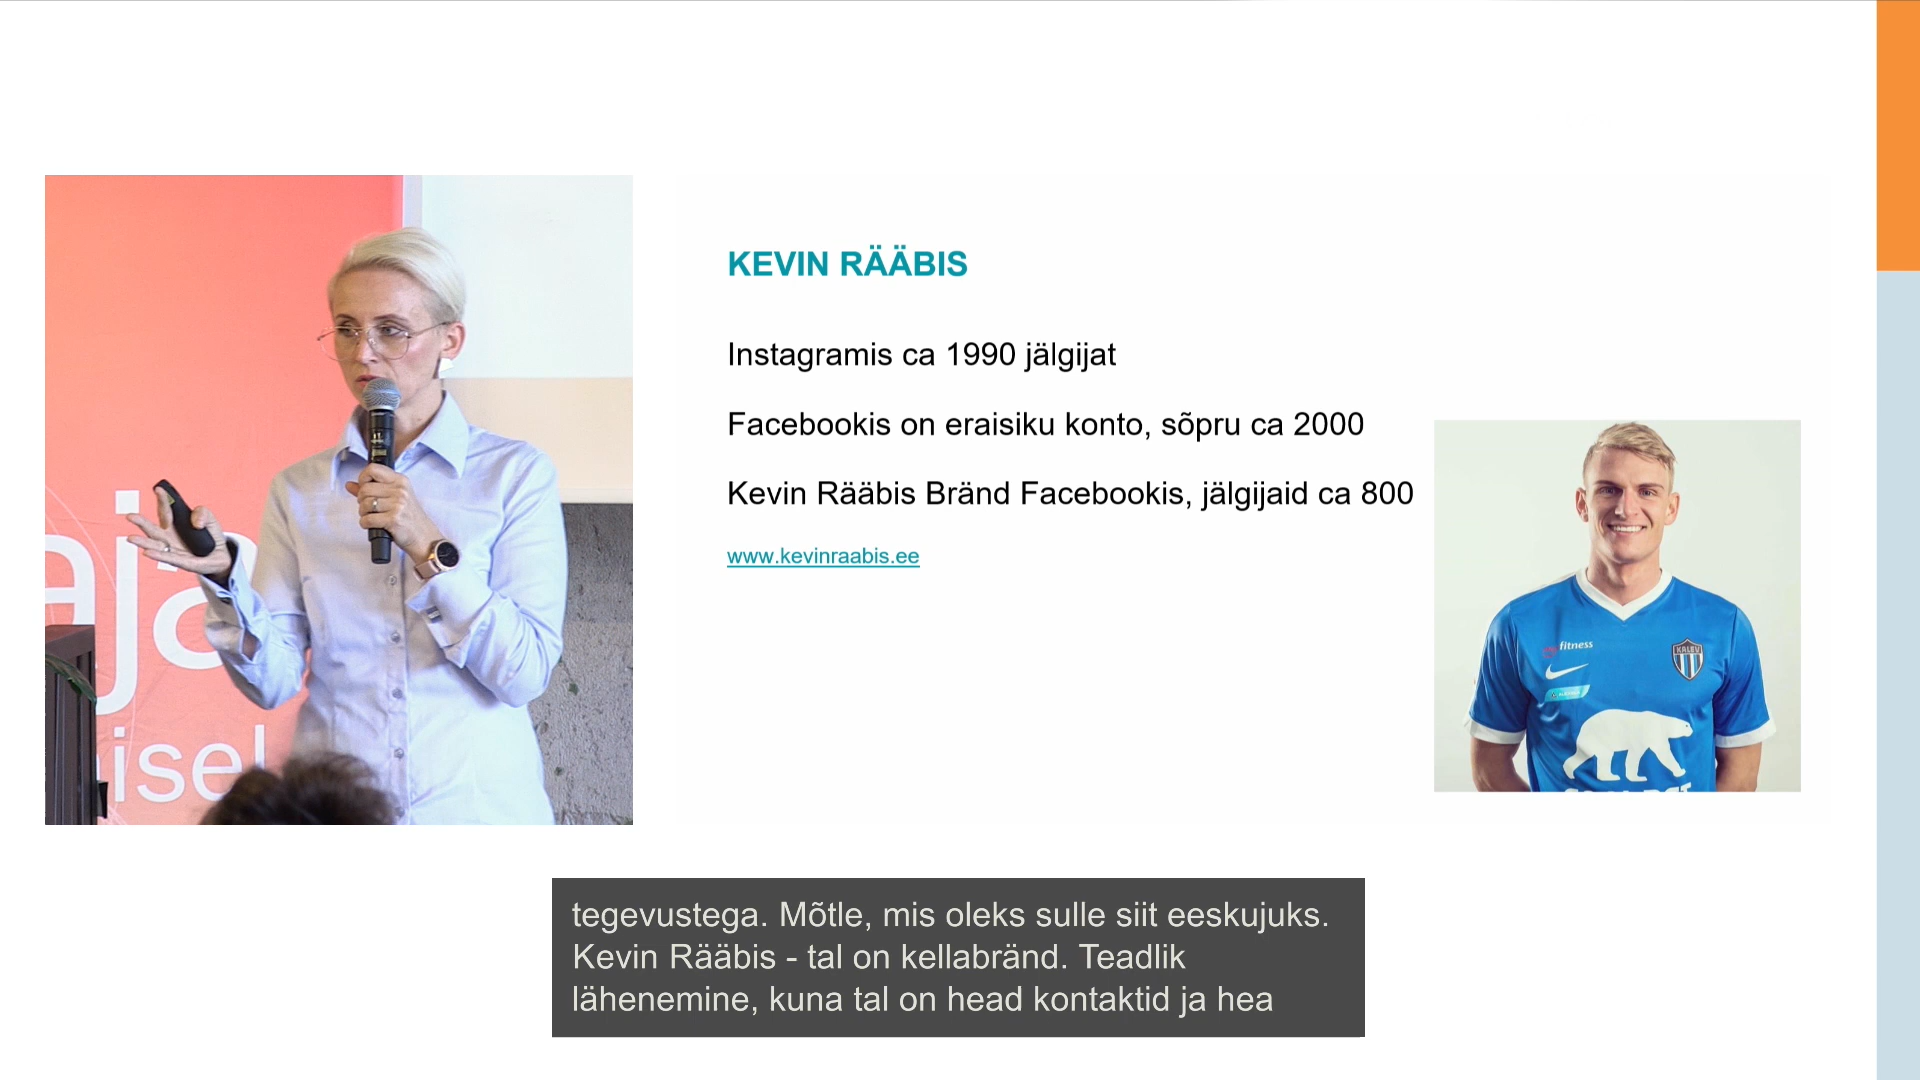 KEVIN RÄÄBIS
Instagramis ca 1990 jälgijat
Facebookis on eraisiku konto, sõpru ca 2000
Kevin Rääbis Bränd Facebookis, jälgijaid ca 800
www.kevinraabis.ee
fitness
KALEV
tegevustega. Mõtle, mis oleks sulle siit eeskujuks.
Kevin Rääbis - tal on kellabränd. Teadlik
lähenemine, kuna tal on head kontaktid ja hea